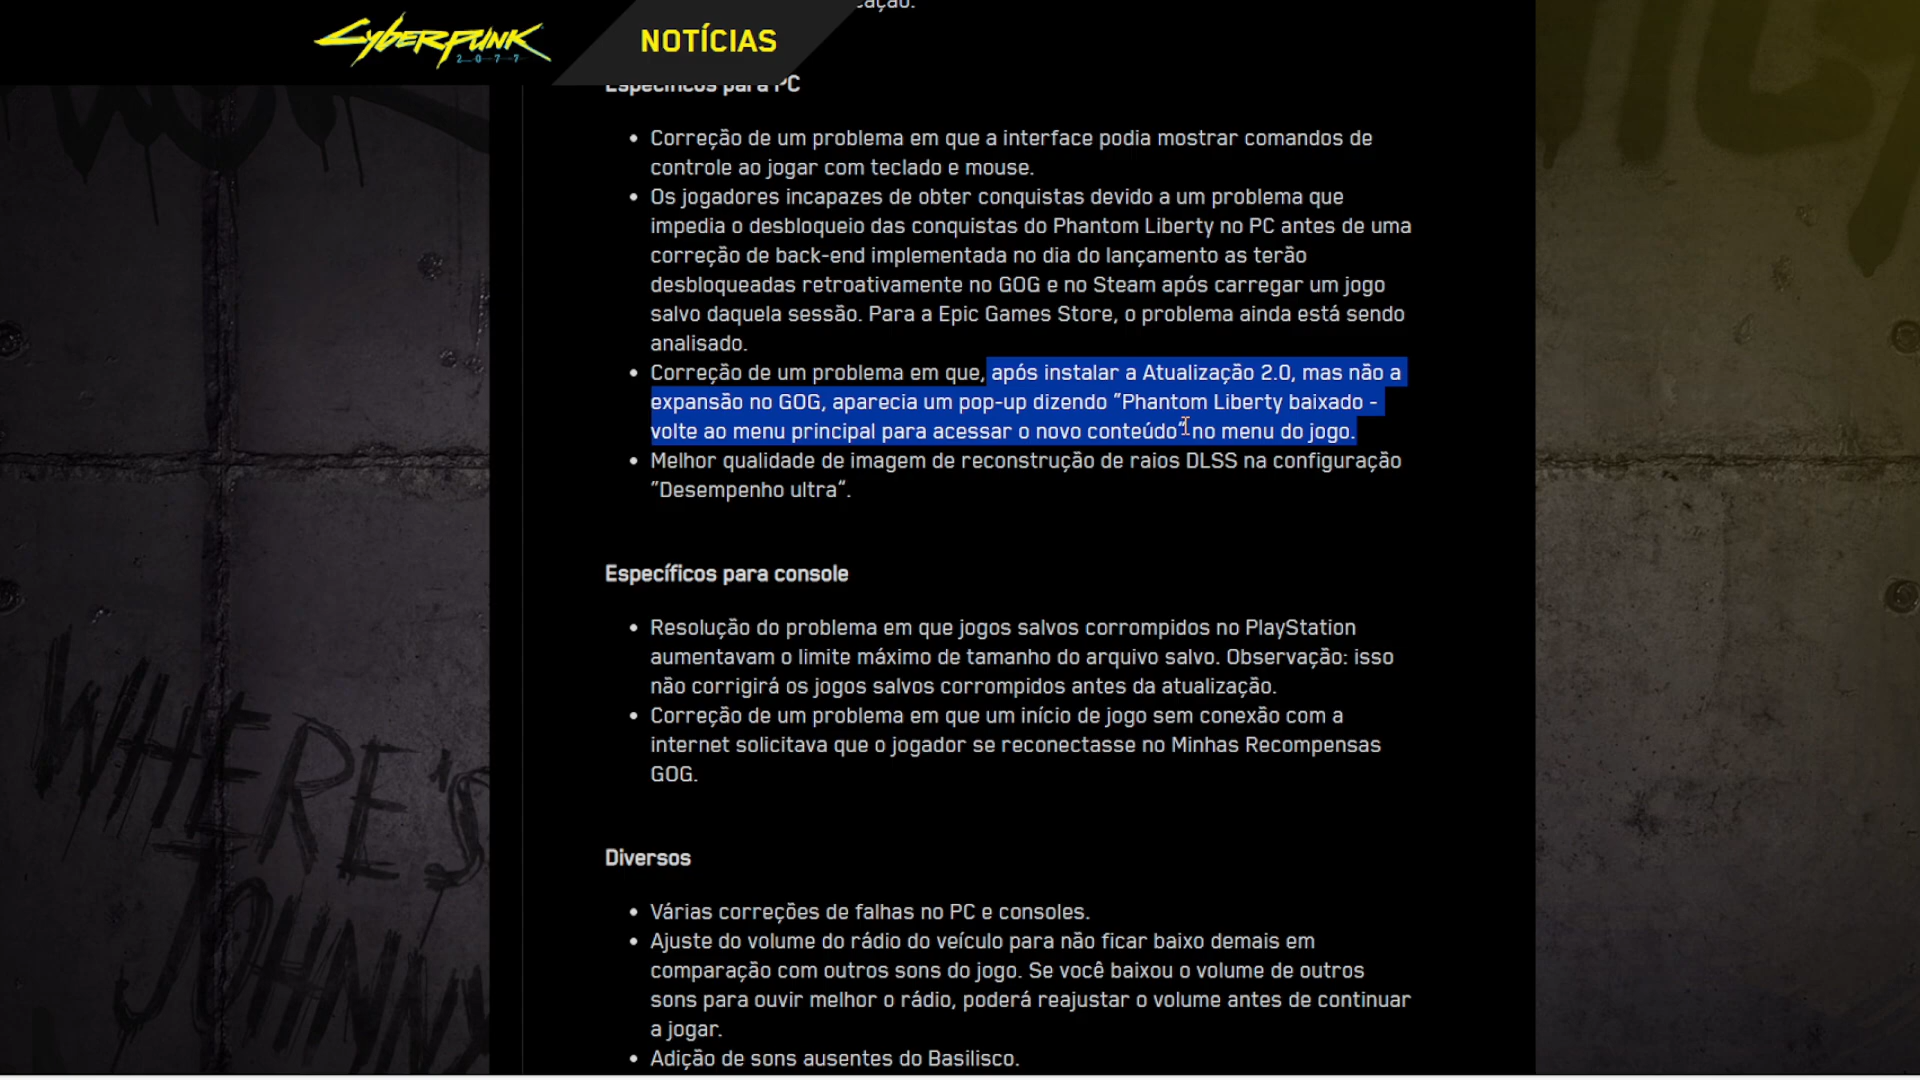 cação.
CYBERPUNK
2077
NOTÍCIAS
Específicos para PC
• Correção de um problema em que a interface podia mostrar comandos de
controle ao jogar com teclado e mouse.
• Os jogadores incapazes de obter conquistas devido a um problema que
impedia o desbloqueio das conquistas do Phantom Liberty no PC antes de uma
correção de back-end implementada no dia do lançamento as terão
desbloqueadas retroativamente no GOG e no Steam após carregar um jogo
salvo daquela sessão. Para a Epic Games Store, o problema ainda está sendo
analisado.
• Correção de um problema em que, após instalar a Atualização 2.0, mas não a
expansão no GOG, aparecia um pop-up dizendo “Phantom Liberty baixado -
volte ao menu principal para acessar o novo conteúdo“ no menu do jogo.
• Melhor qualidade de imagem de reconstrução de raios DLSS na configuração
“Desempenho ultra“.
Específicos para console
• Resolução do problema em que jogos salvos corrompidos no PlayStation
aumentavam o limite máximo de tamanho do arquivo salvo. Observação: isso
não corrigirá os jogos salvos corrompidos antes da atualização.
• Correção de um problema em que um início de jogo sem conexão com a
internet solicitava que o jogador se reconectasse no Minhas Recompensas
GOG.
Diversos
• Várias correções de falhas no PC e consoles.
• Ajuste do volume do rádio do veículo para não ficar baixo demais em
comparação com outros sons do jogo. Se você baixou o volume de outros
sons para ouvir melhor o rádio, poderá reajustar o volume antes de continuar
a jogar.
• Adição de sons ausentes do Basilisco.
WHERE'S
JOHNNY